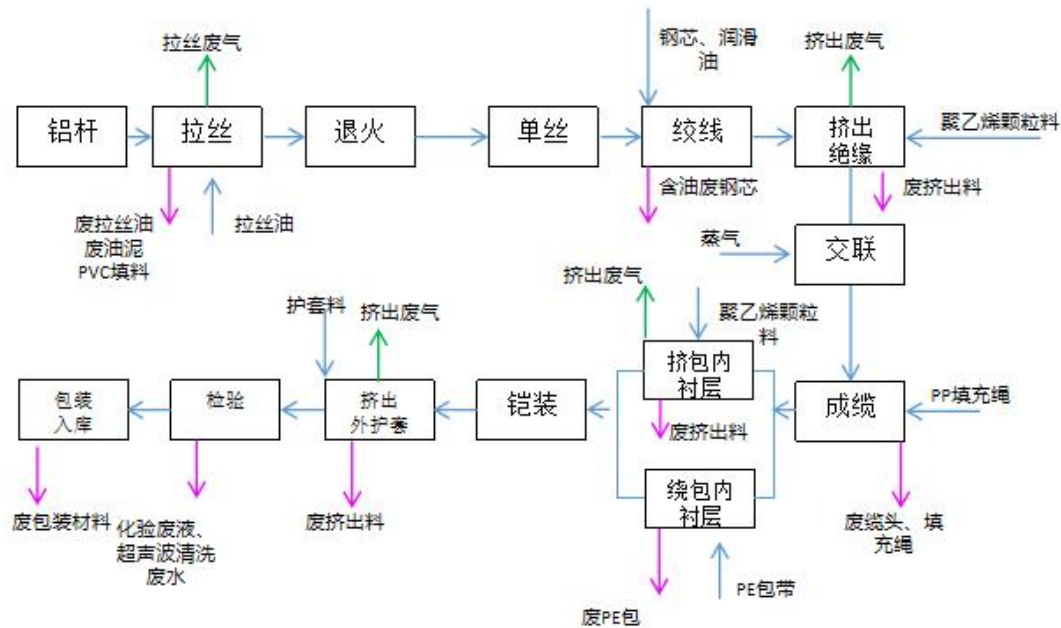 拉丝废气
钢芯、润滑
油
挤出废气
铝杆
拉丝
退火
单丝
绞线
挤出
绝缘
聚乙烯颗粒料
废拉丝油
废油泥
PVC填料
拉丝油
含油废钢芯
废挤出料
蒸气
交联
护套料
挤出废气
挤出废气
聚乙烯颗粒
料
包装
入库
检验
挤出
外护套
铠装
挤包内
衬层
成缆
PP填充绳
废挤出料
绕包内
衬层
废包装材料
化验废液、
超声波清洗
废水
废挤出料
废缆头、填
充绳
PE包带
废PE包